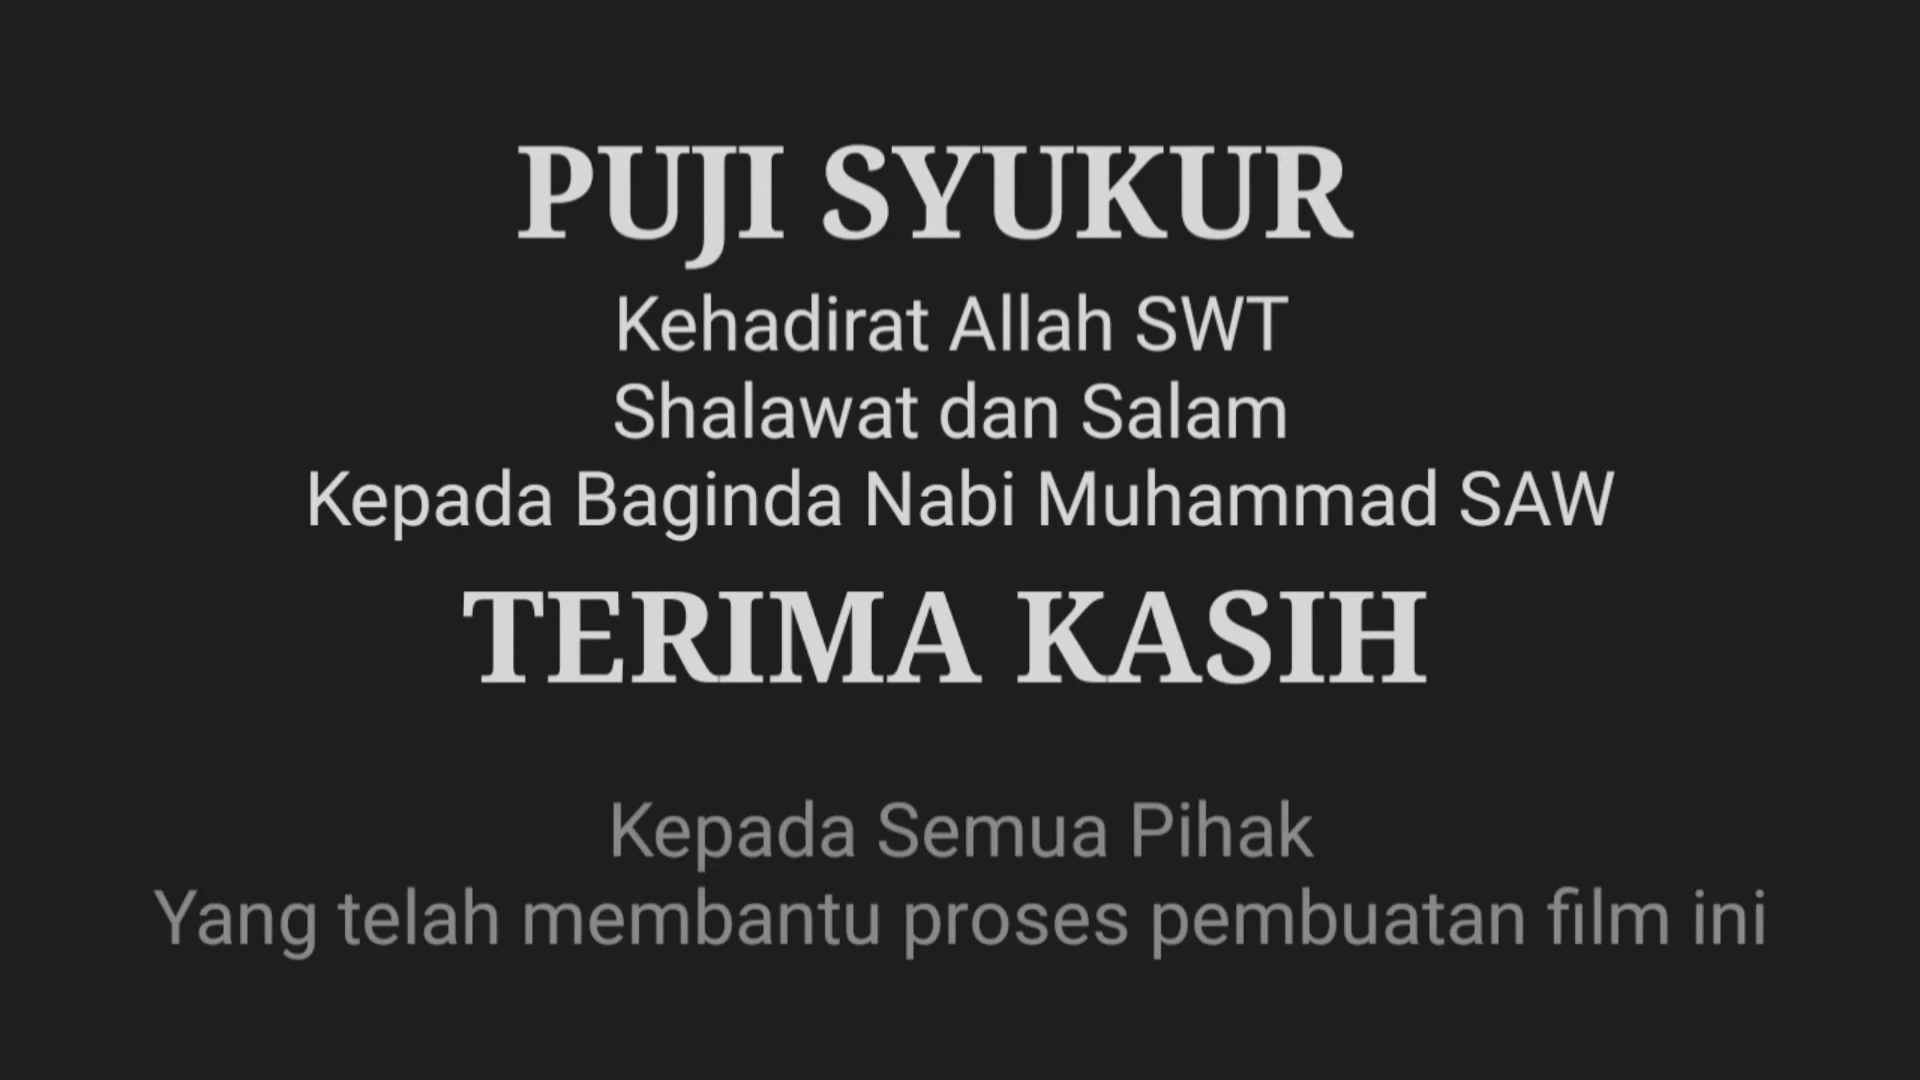 PUJI SYUKUR
Kehadirat Allah SWT
Shalawat dan Salam
Kepada Baginda Nabi Muhammad SAW
TERIMA KASIH
Kepada Semua Pihak
Yang telah membantu proses pembuatan film ini